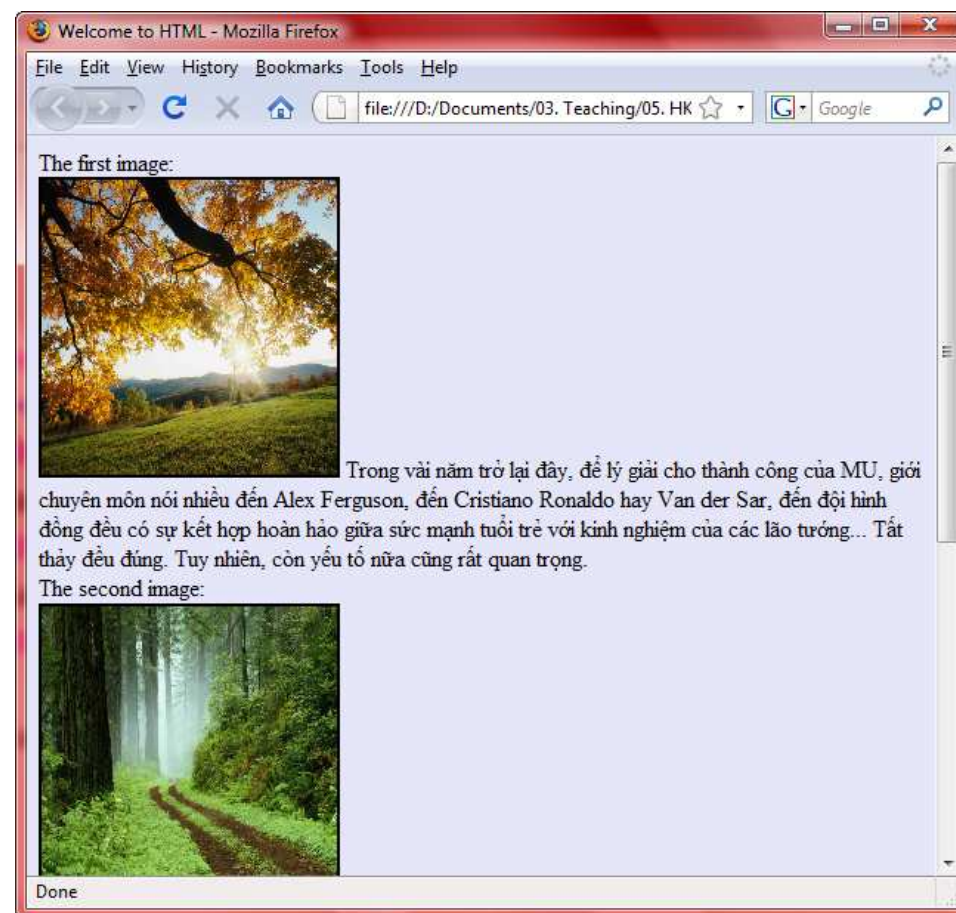 Welcome to HTML - Mozilla Firefox
File Edit View History Bookmarks Tools Help
file:///D:/Documents/03. Teaching/05. HK
G Google
The first image:
Trong vài năm trở lại đây, để lý giải cho thành công của MU, giới
chuyên môn nói nhiều đến Alex Ferguson, đến Cristiano Ronaldo hay Van der Sar, đến đội hình
đồng đều có sự kết hợp hoàn hảo giữa sức mạnh tuổi trẻ với kinh nghiệm của các lão tướng... Tất
thảy đều đúng. Tuy nhiên, còn yếu tố nữa cũng rất quan trọng.
The second image:
Done